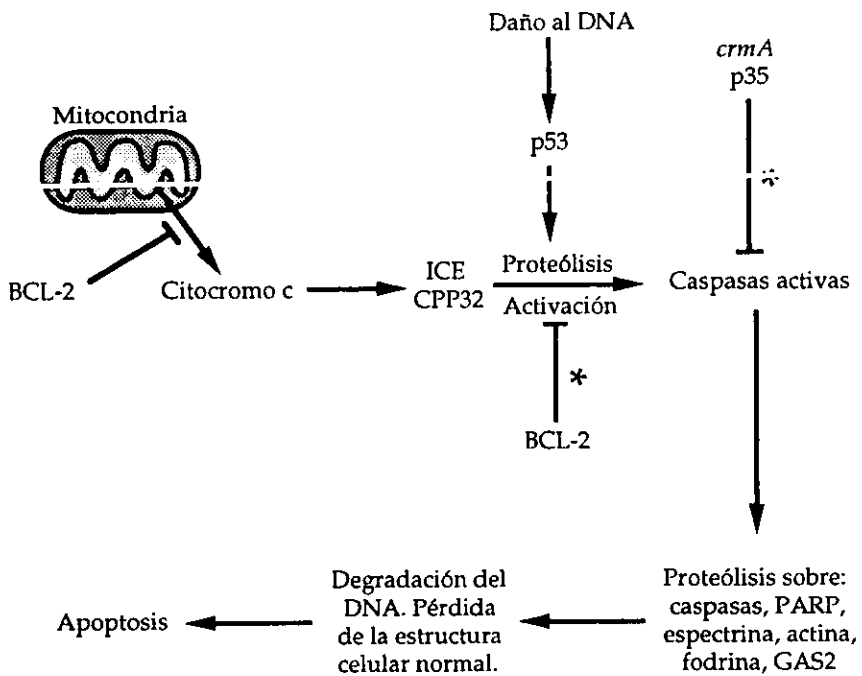 Daño al DNA
crmA
p35
Mitocondria
p53
BCL-2
Citocromo c
ICE
CPP32
Proteólisis
Activación
Caspasas activas
*
*
BCL-2
Apoptosis
Degradación del
DNA. Pérdida
de la estructura
celular normal.
Proteólisis sobre:
caspasas, PARP,
espectrina, actina,
fodrina, GAS2